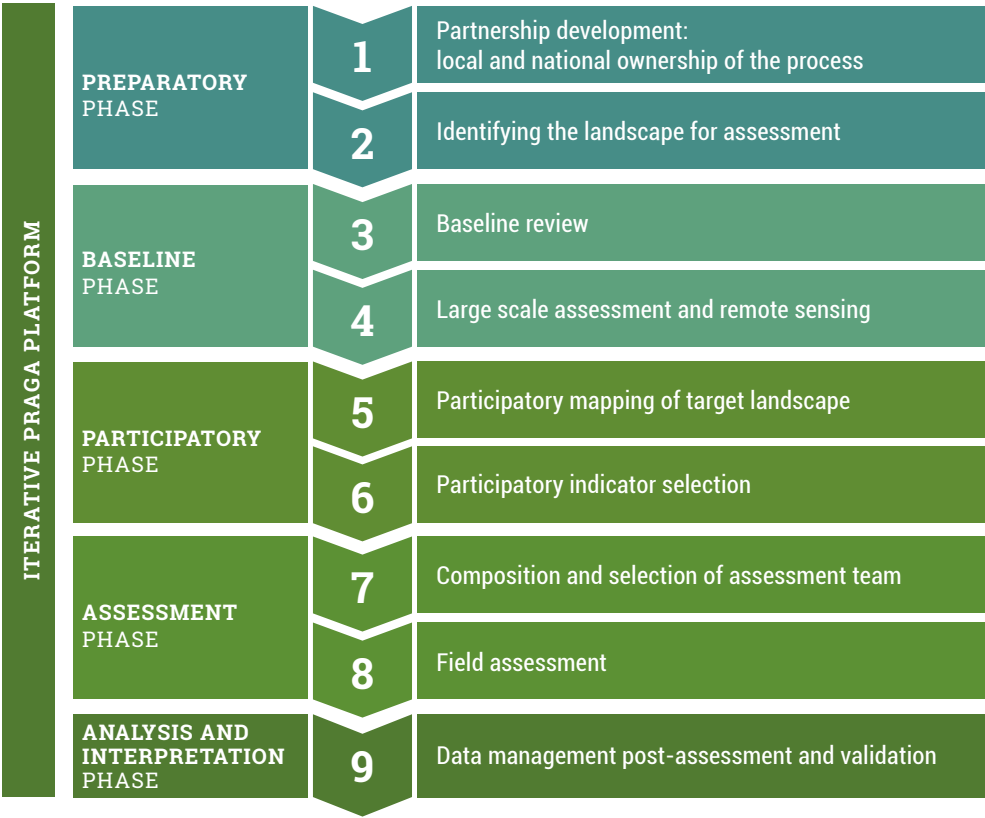 ITERATIVE PRAGA PLATFORM
PREPARATORY
PHASE
1
Partnership development:
local and national ownership of the process
2
Identifying the landscape for assessment
BASELINE
PHASE
3
Baseline review
4
Large scale assessment and remote sensing
PARTICIPATORY
PHASE
5
Participatory mapping of target landscape
6
Participatory indicator selection
ASSESSMENT
PHASE
7
Composition and selection of assessment team
8
Field assessment
ANALYSIS AND
INTERPRETATION
PHASE
9
Data management post-assessment and validation